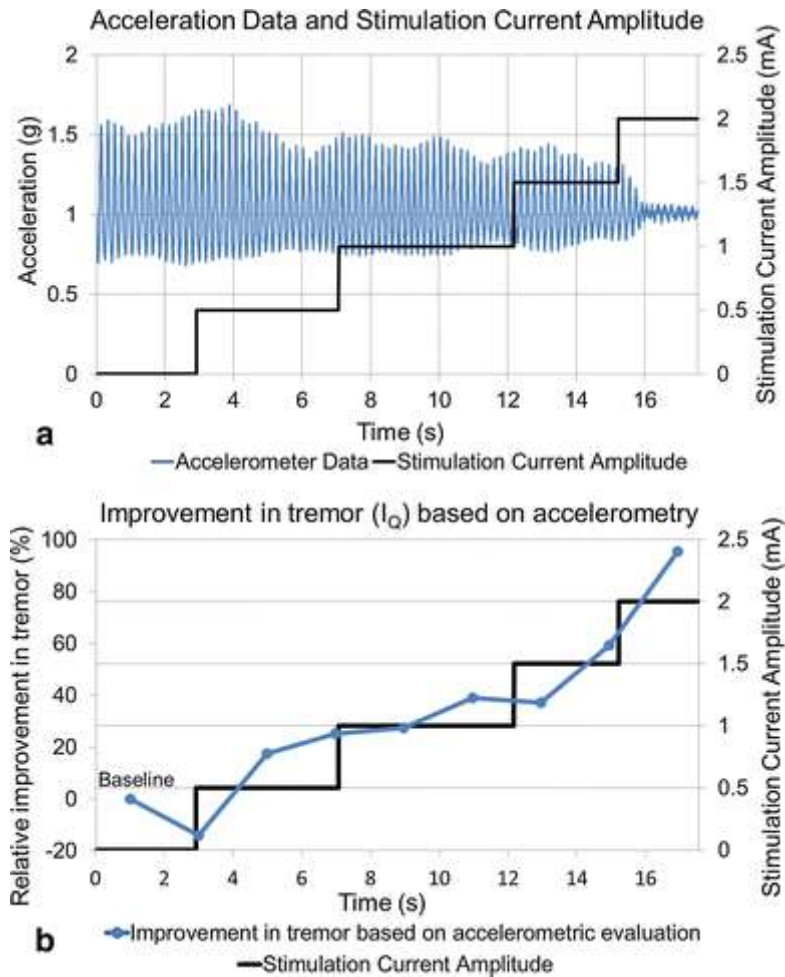 Acceleration Data and Stimulation Current Amplitude
Acceleration (g)
2
1.5
1
0.5
0
2.5
2
1.5
1
0.5
0
Stimulation Current Amplitude (mA)
0 2 4 6 8 10 12 14 16
Time (s)
a
Accelerometer Data Stimulation Current Amplitude
Improvement in tremor (I_Q) based on accelerometry
Relative improvement in tremor (%)
100
80
60
40
20
0
-20
Baseline
2.5
2
1.5
1
0.5
0
Stimulation Current Amplitude (mA)
0 2 4 6 8 10 12 14 16
Time (s)
b
Improvement in tremor based on accelerometric evaluation
Stimulation Current Amplitude